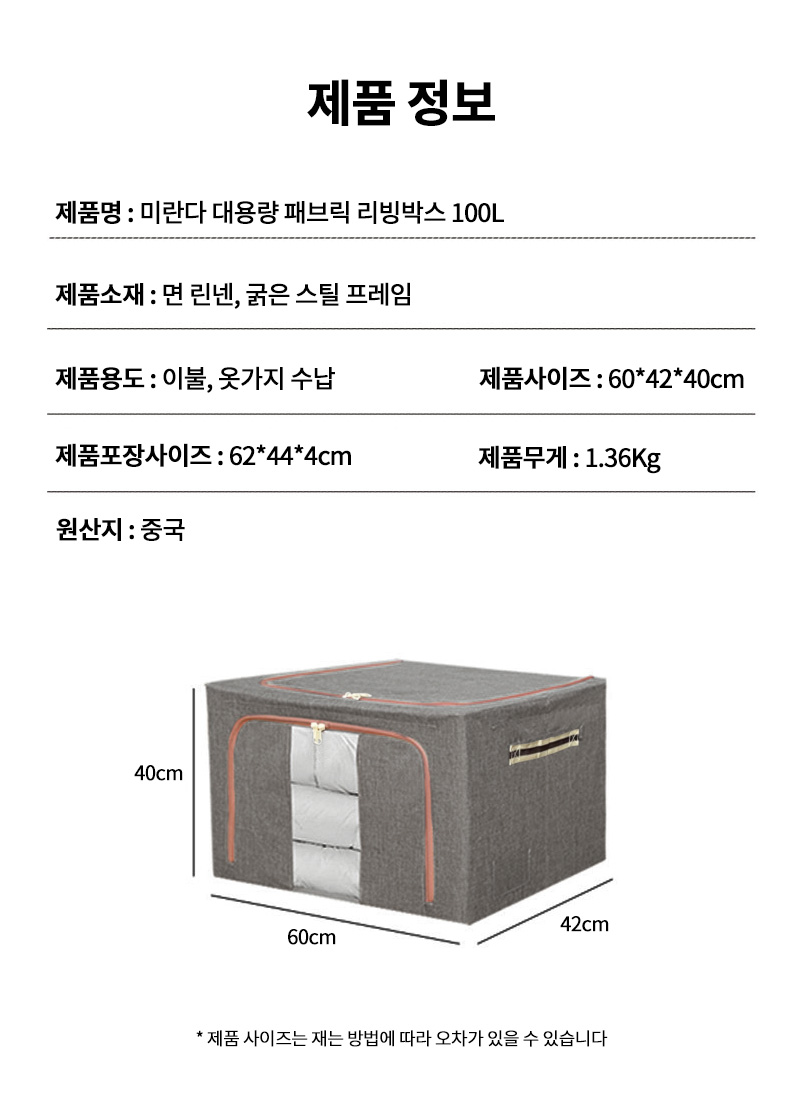 제품 정보
제품명 : 미란다 대용량 패브릭 리빙박스 100L
제품소재 : 면 린넨, 굵은 스틸 프레임
제품용도 : 이불, 옷가지 수납
제품사이즈 : 60*42*40cm
제품포장사이즈 : 62*44*4cm
제품무게 : 1.36Kg
원산지 : 중국
40cm
60cm
42cm
* 제품 사이즈는 재는 방법에 따라 오차가 있을 수 있습니다